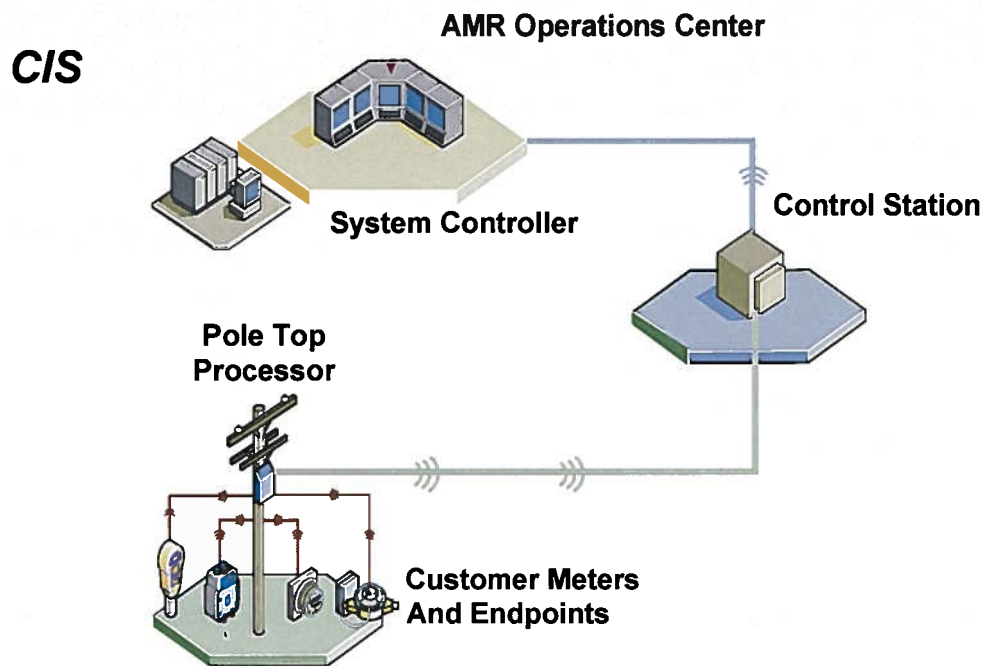 AMR Operations Center
CIS
System Controller
Control Station
Pole Top
Processor
Customer Meters
And Endpoints